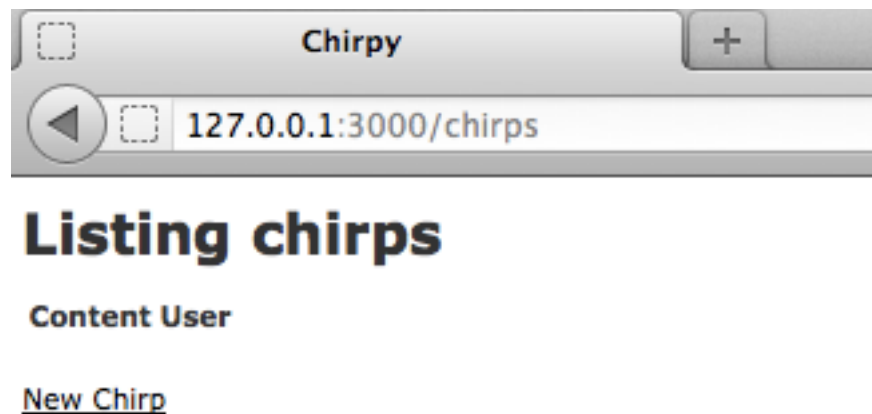 Chirpy
127.0.0.1:3000/chirps
Listing chirps
Content User
New Chirp